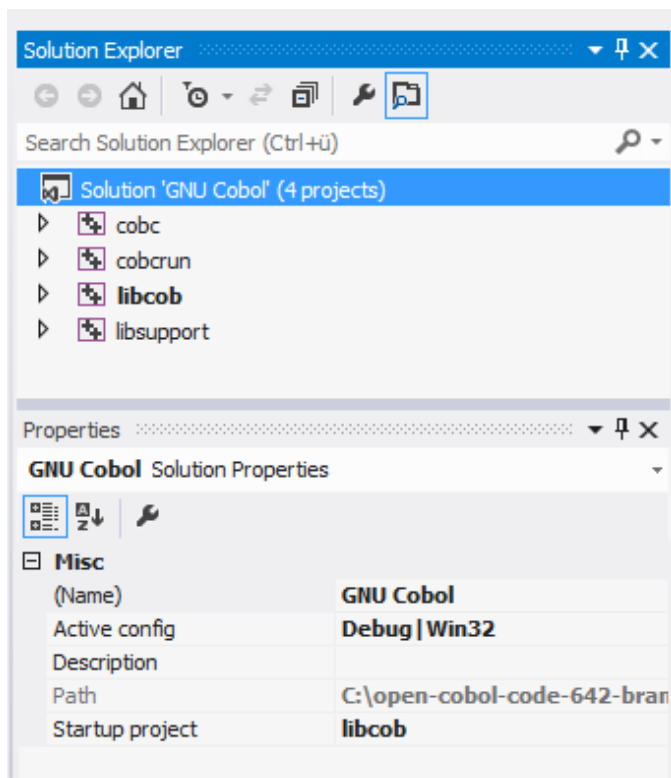 Solution Explorer
Search Solution Explorer (Ctrl+ü)
Solution 'GNU Cobol' (4 projects)
cobc
cobcrun
libcob
libsupport
Properties
GNU Cobol Solution Properties
Misc
(Name) GNU Cobol
Active config Debug|Win32
Description
Path C:\open-cobol-code-642-bran
Startup project libcob